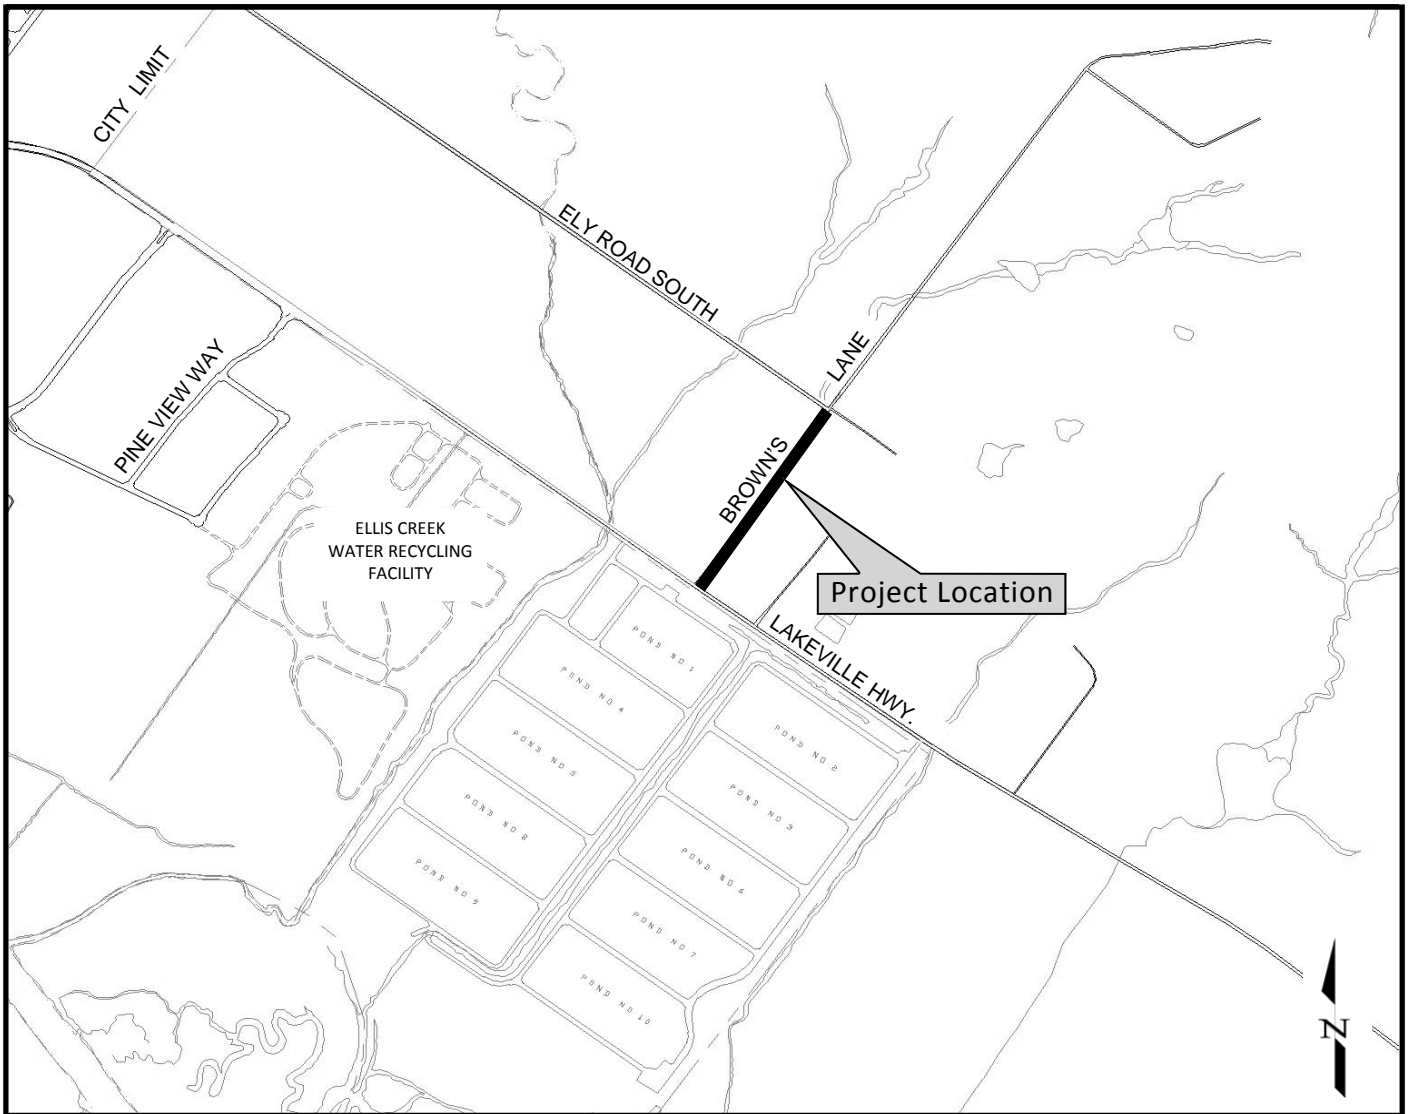 CITY LIMIT
ELY ROAD SOUTH
LANE
PINE VIEW WAY
BROWN'S
ELLIS CREEK
WATER RECYCLING
FACILITY
Project Location
LAKEVILLE HWY.
POND NO 1
POND NO 4
POND NO 2
POND NO 5
POND NO 3
POND NO 8
POND NO 6
POND NO 9
POND NO 7
POND NO 10
N